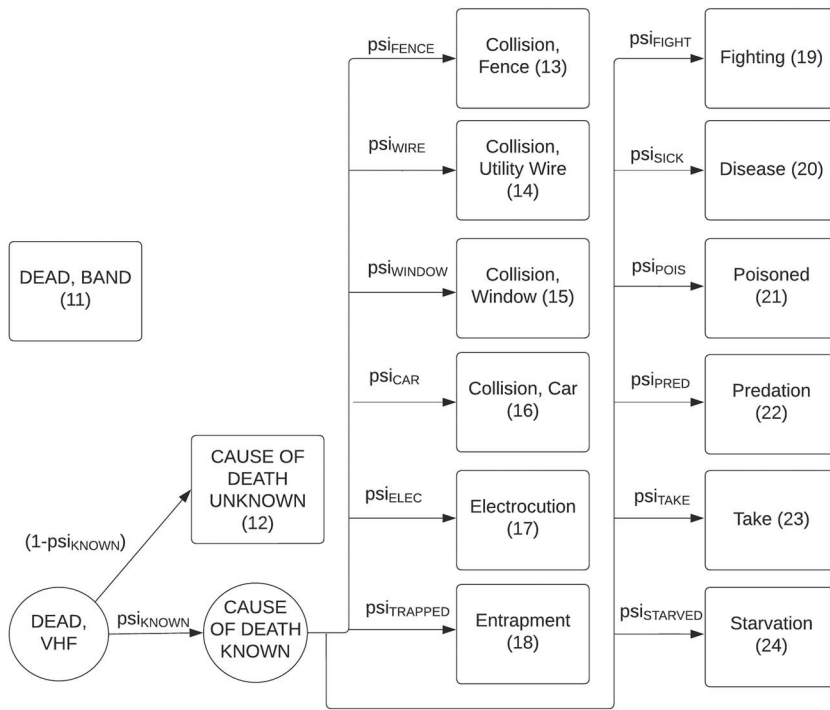 psiFENCE
Collision,
Fence (13)
psiFIGHT
Fighting (19)
psiWIRE
Collision,
Utility Wire
(14)
psiSICK
Disease (20)
DEAD, BAND
(11)
psiWINDOW
Collision,
Window (15)
psiPOIS
Poisoned
(21)
psiCAR
Collision, Car
(16)
psiPRED
Predation
(22)
CAUSE OF
DEATH
UNKNOWN
(12)
psiELEC
Electrocution
(17)
psiTAKE
Take (23)
(1-psiKNOWN)
DEAD,
VHF
psiKNOWN
CAUSE
OF DEATH
KNOWN
psiTRAPPED
Entrapment
(18)
psiSTARVED
Starvation
(24)